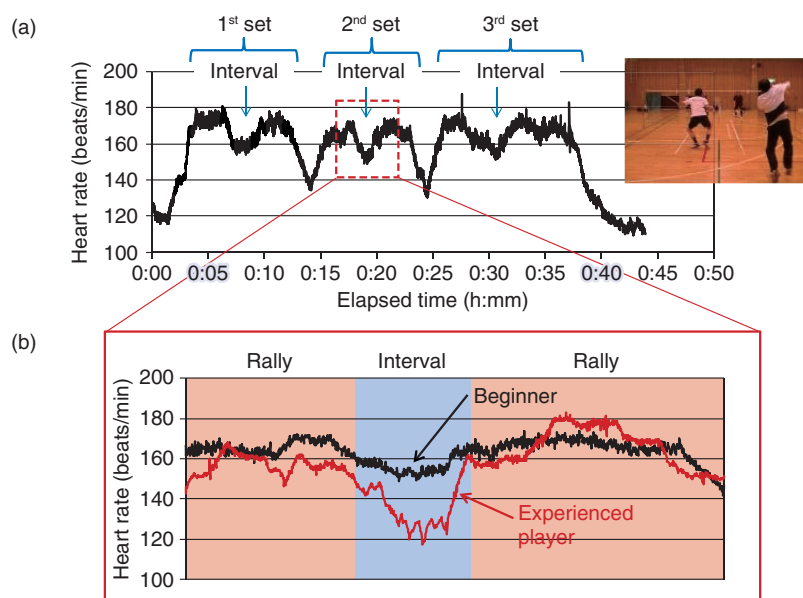 (a)
1st set
2nd set
3rd set
Interval
Interval
Interval
Heart rate (beats/min)
200
180
160
140
120
100
0:00
0:05
0:10
0:15
0:20
0:25
0:30
0:35
0:40
0:45
0:50
Elapsed time (h:mm)
(b)
Rally
Interval
Rally
Heart rate (beats/min)
200
180
160
140
120
100
Beginner
Experienced
player